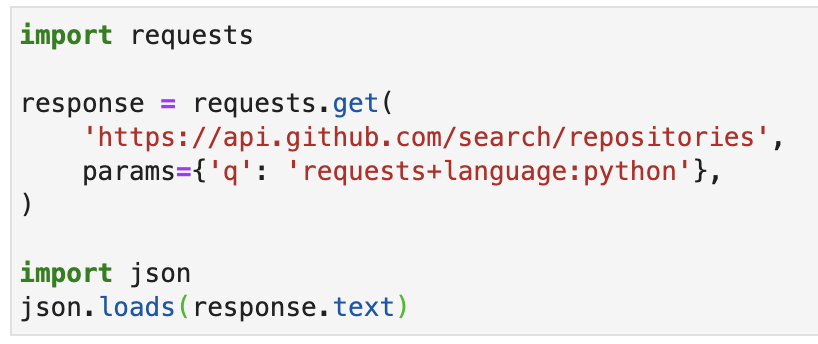 import requests

response = requests.get(
    'https://api.github.com/search/repositories',
    params={'q': 'requests+language:python'},
)

import json
json.loads(response.text)